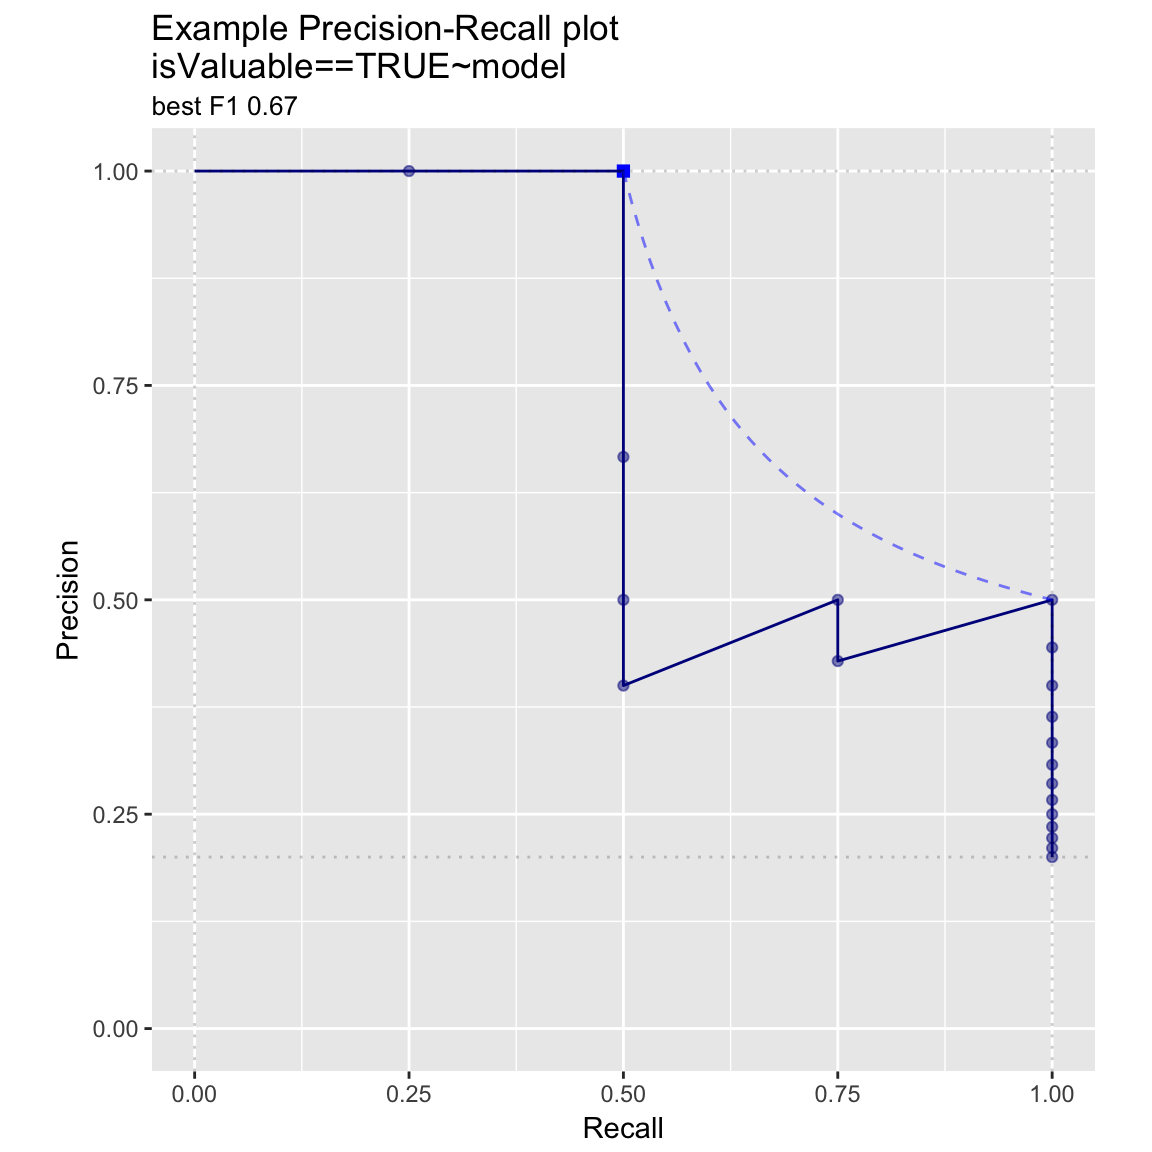 Example Precision-Recall plot
isValuable==TRUE~model
best F1 0.67
1.00
0.75
0.50
0.25
0.00
Precision
0.00 0.25 0.50 0.75 1.00
Recall